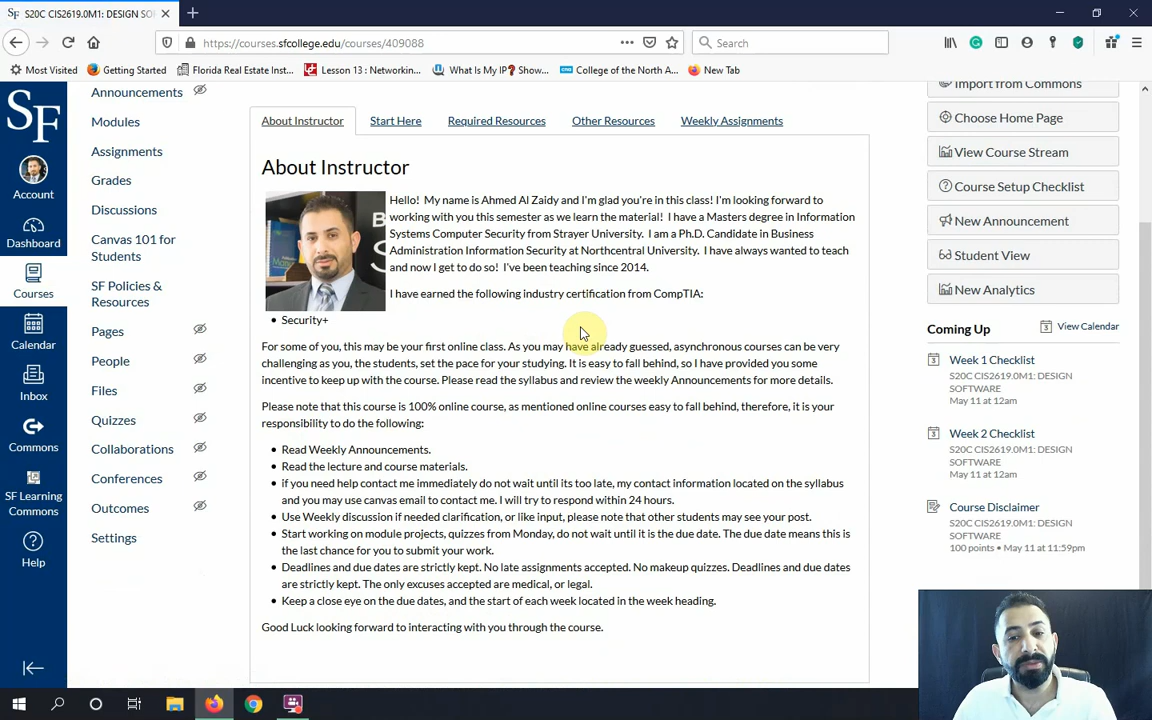 S20C CIS2619.0M1: DESIGN SO
https://courses.sfcollege.edu/courses/409088
Search
Most Visited
Getting Started
Florida Real Estate Inst...
Lesson 13: Networkin...
What Is My IP? Show...
College of the North A...
New Tab
SF
Account
Dashboard
Courses
Calendar
Inbox
Commons
SF Learning
Commons
Help
Announcements
Modules
Assignments
Grades
Discussions
Canvas 101 for
Students
SF Policies &
Resources
Pages
People
Files
Quizzes
Collaborations
Conferences
Outcomes
Settings
About Instructor
Start Here
Required Resources
Other Resources
Weekly Assignments
About Instructor
Hello! My name is Ahmed Al Zaidy and I'm glad you're in this class! I'm looking forward to
working with you this semester as we learn the material! I have a Masters degree in Information
Systems Computer Security from Strayer University. I am a Ph.D. Candidate in Business
Administration Information Security at Northcentral University. I have always wanted to teach
and now I get to do so! I've been teaching since 2014.
I have earned the following industry certification from CompTIA:
• Security+
For some of you, this may be your first online class. As you may have already guessed, asynchronous courses can be very
challenging as you, the students, set the pace for your studying. It is easy to fall behind, so I have provided you some
incentive to keep up with the course. Please read the syllabus and review the weekly Announcements for more details.
Please note that this course is 100% online course, as mentioned online courses easy to fall behind, therefore, it is your
responsibility to do the following:
• Read Weekly Announcements.
• Read the lecture and course materials.
• if you need help contact me immediately do not wait until its too late, my contact information located on the syllabus
and you may use canvas email to contact me. I will try to respond within 24 hours.
• Use Weekly discussion if needed clarification, or like input, please note that other students may see your post.
• Start working on module projects, quizzes from Monday, do not wait until it is the due date. The due date means this is
the last chance for you to submit your work.
• Deadlines and due dates are strictly kept. No late assignments accepted. No makeup quizzes. Deadlines and due dates
are strictly kept. The only excuses accepted are medical, or legal.
• Keep a close eye on the due dates, and the start of each week located in the week heading.
Good Luck looking forward to interacting with you through the course.
Import from Commons
Choose Home Page
View Course Stream
Course Setup Checklist
New Announcement
Student View
New Analytics
Coming Up
View Calendar
Week 1 Checklist
S20C CIS2619.0M1: DESIGN
SOFTWARE
May 11 at 12am
Week 2 Checklist
S20C CIS2619.0M1: DESIGN
SOFTWARE
May 11 at 12am
Course Disclaimer
S20C CIS2619.0M1: DESIGN
SOFTWARE
100 points • May 11 at 11:59pm